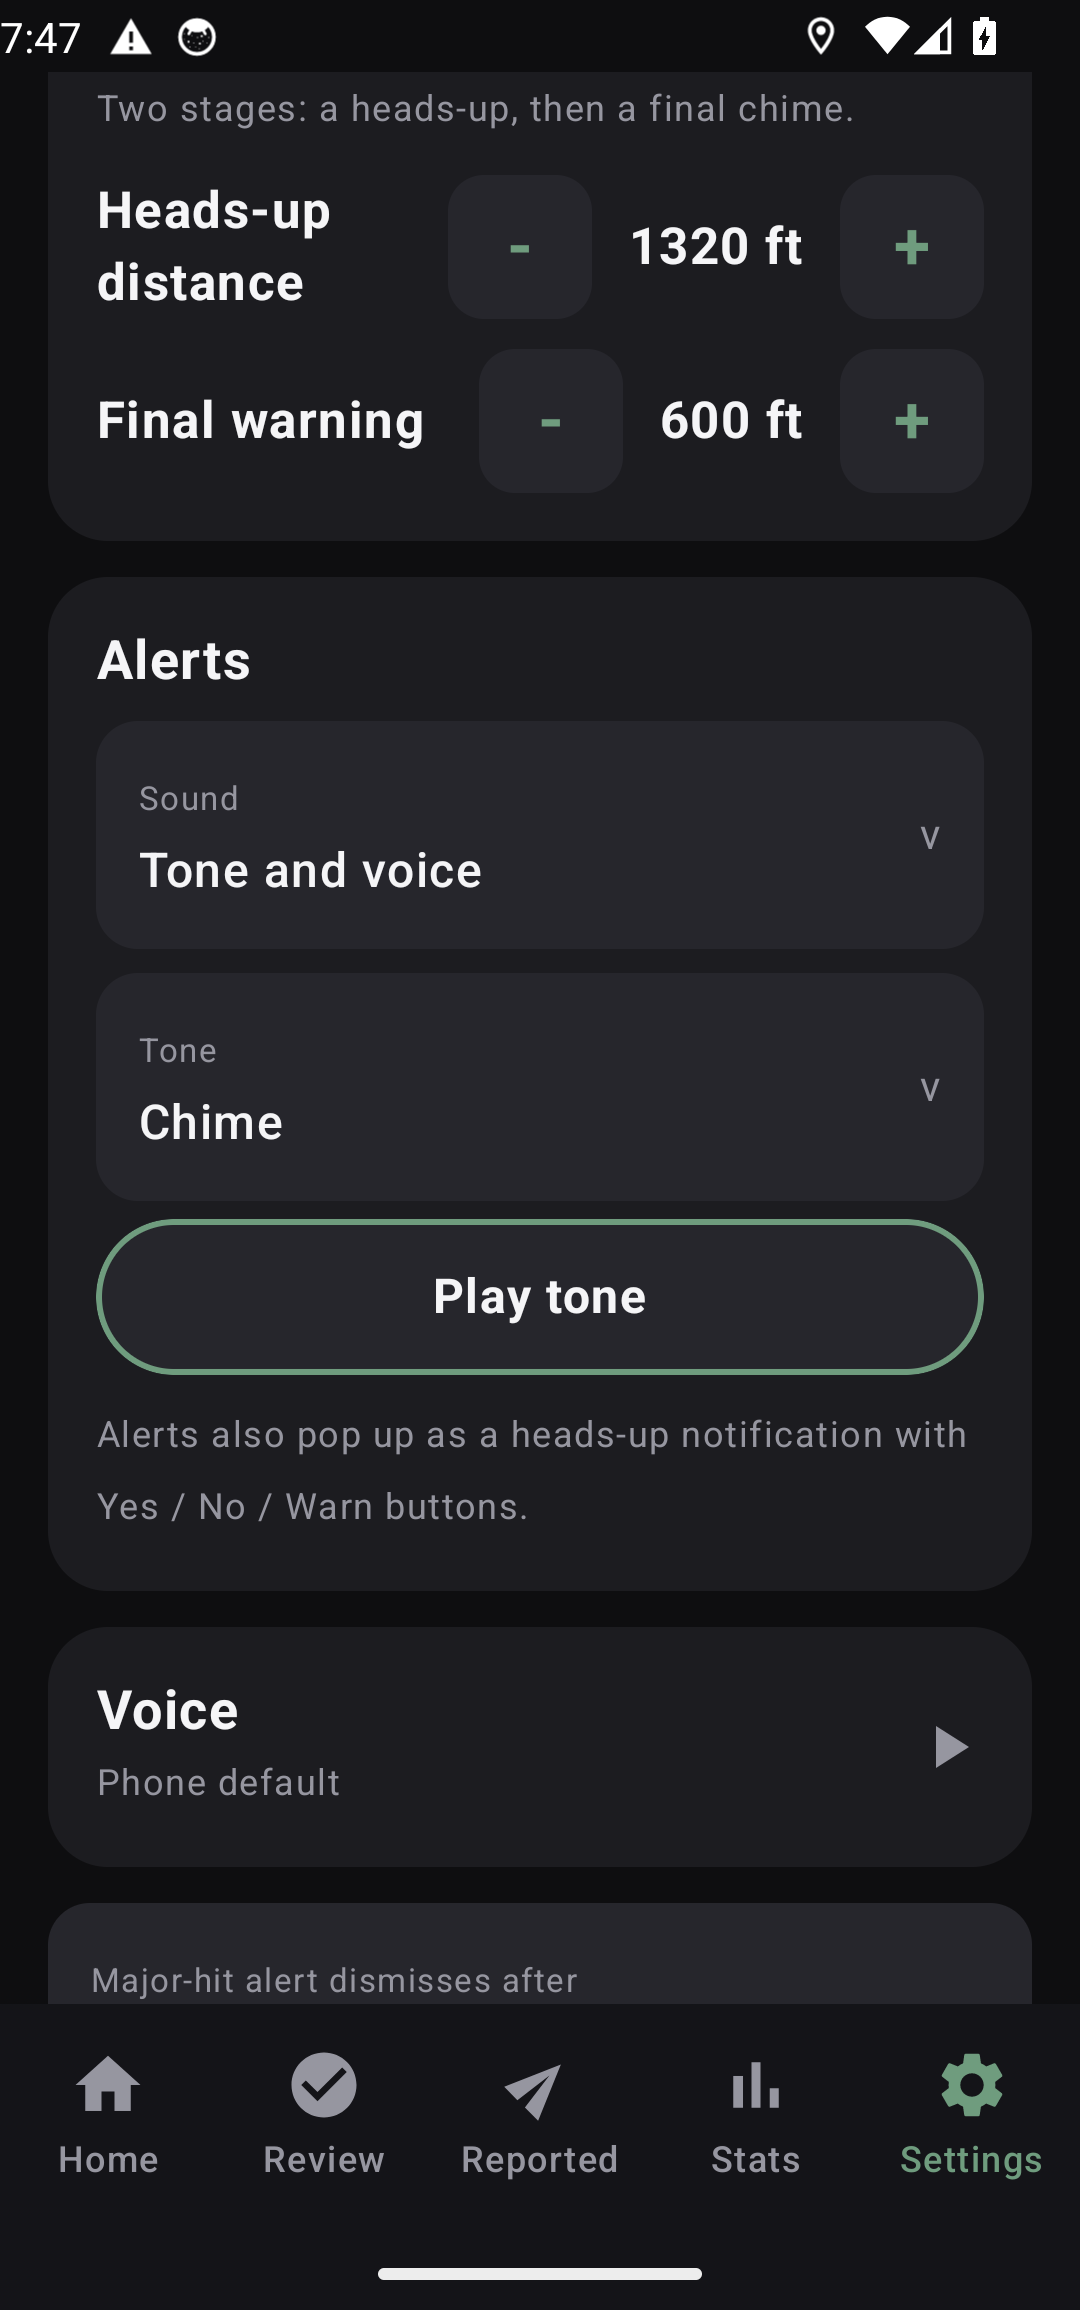 7:47
Two stages: a heads-up, then a final chime.
Heads-up
distance
- 1320 ft +
Final warning - 600 ft +
Alerts
Sound
Tone and voice
v
Tone
Chime
v
Play tone
Alerts also pop up as a heads-up notification with
Yes / No / Warn buttons.
Voice
Phone default
Major-hit alert dismisses after
Home Review Reported Stats Settings